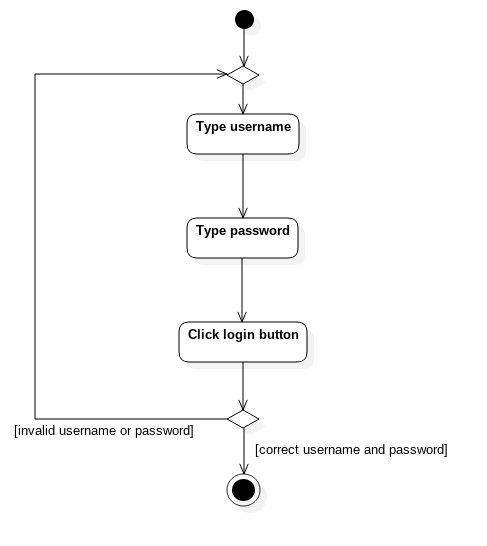 Type username
Type password
Click login button
[invalid username or password]
[correct username and password]